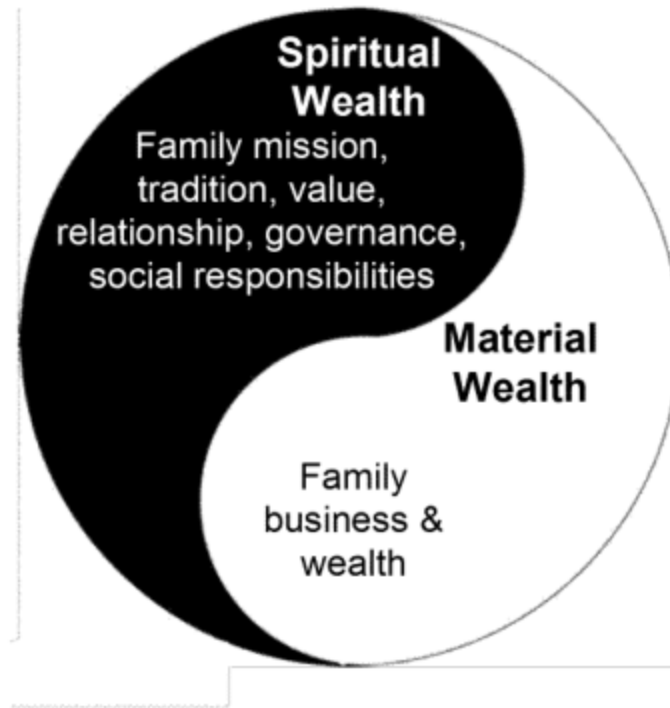 Spiritual
Wealth
Family mission,
tradition, value,
relationship, governance,
social responsibilities
Material
Wealth
Family
business &
wealth